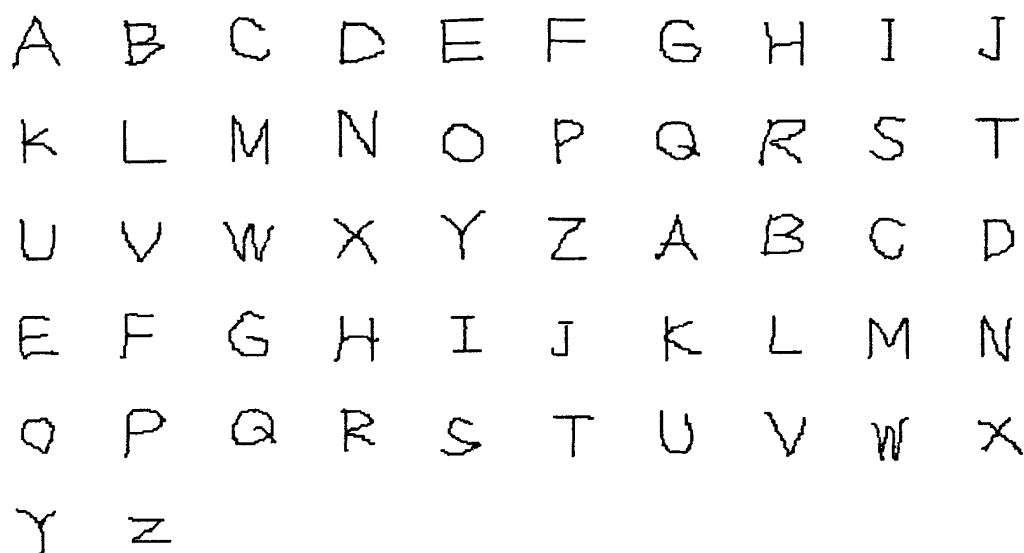 A B C D E F G H I J
K L M N O P Q R S T
U V W X Y Z A B C D
E F G H I J K L M N
O P Q R S T U V W X
Y Z